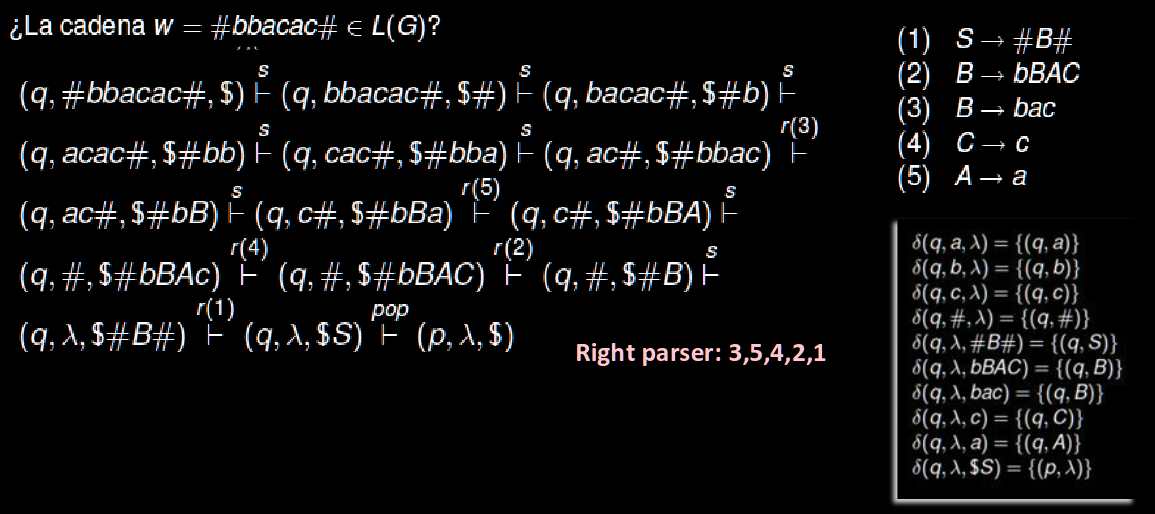 ¿La cadena w = #bbacac# ∈ L(G)?
(q, #bbacac#, $) ⊢ˢ (q, bbacac#, $#) ⊢ˢ (q, bacac#, $#b) ⊢ˢ
(q, acac#, $#bb) ⊢ˢ (q, cac#, $#bba) ⊢ˢ (q, ac#, $#bbac) ⊢ʳ⁽³⁾
(q, ac#, $#bB) ⊢ˢ (q, c#, $#bBa) ⊢ʳ⁽⁵⁾ (q, c#, $#bBA) ⊢ˢ
(q, #, $#bBAc) ⊢ʳ⁽⁴⁾ (q, #, $#bBAC) ⊢ʳ⁽²⁾ (q, #, $#B) ⊢ˢ
(q, λ, $#B#) ⊢ʳ⁽¹⁾ (q, λ, $S) ⊢ᵖᵒᵖ (p, λ, $)
Right parser: 3,5,4,2,1
(1) S → #B#
(2) B → bBAC
(3) B → bac
(4) C → c
(5) A → a
δ(q, a, λ) = {(q, a)}
δ(q, b, λ) = {(q, b)}
δ(q, c, λ) = {(q, c)}
δ(q, #, λ) = {(q, #)}
δ(q, λ, #B#) = {(q, S)}
δ(q, λ, bBAC) = {(q, B)}
δ(q, λ, bac) = {(q, B)}
δ(q, λ, c) = {(q, C)}
δ(q, λ, a) = {(q, A)}
δ(q, λ, $S) = {(p, λ)}